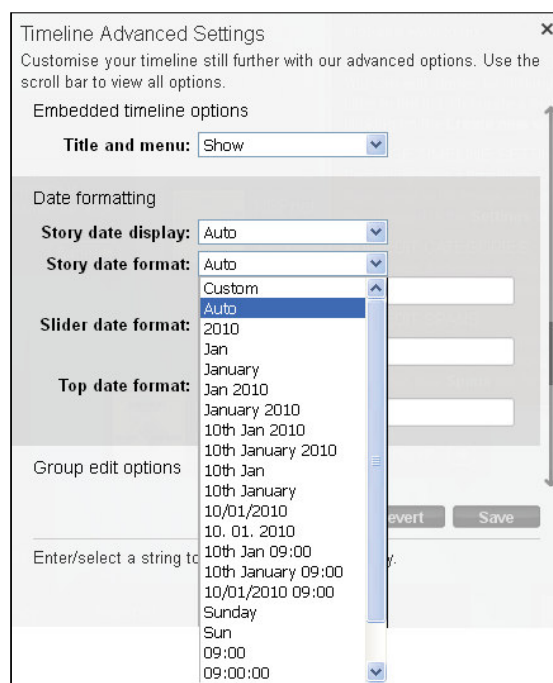 Timeline Advanced Settings
×
Customise your timeline still further with our advanced options. Use the
scroll bar to view all options.
Embedded timeline options
Title and menu: Show
Date formatting
Story date display: Auto
Story date format: Auto
Custom
Auto
Slider date format:
2010
Jan
January
Top date format:
Jan 2010
January 2010
10th Jan 2010
10th January 2010
Group edit options
10th Jan
10th January
10/01/2010
evert
Save
10. 01. 2010
Enter/select a string to
y.
10th Jan 09:00
10th January 09:00
10/01/2010 09:00
Sunday
Sun
09:00
09:00:00